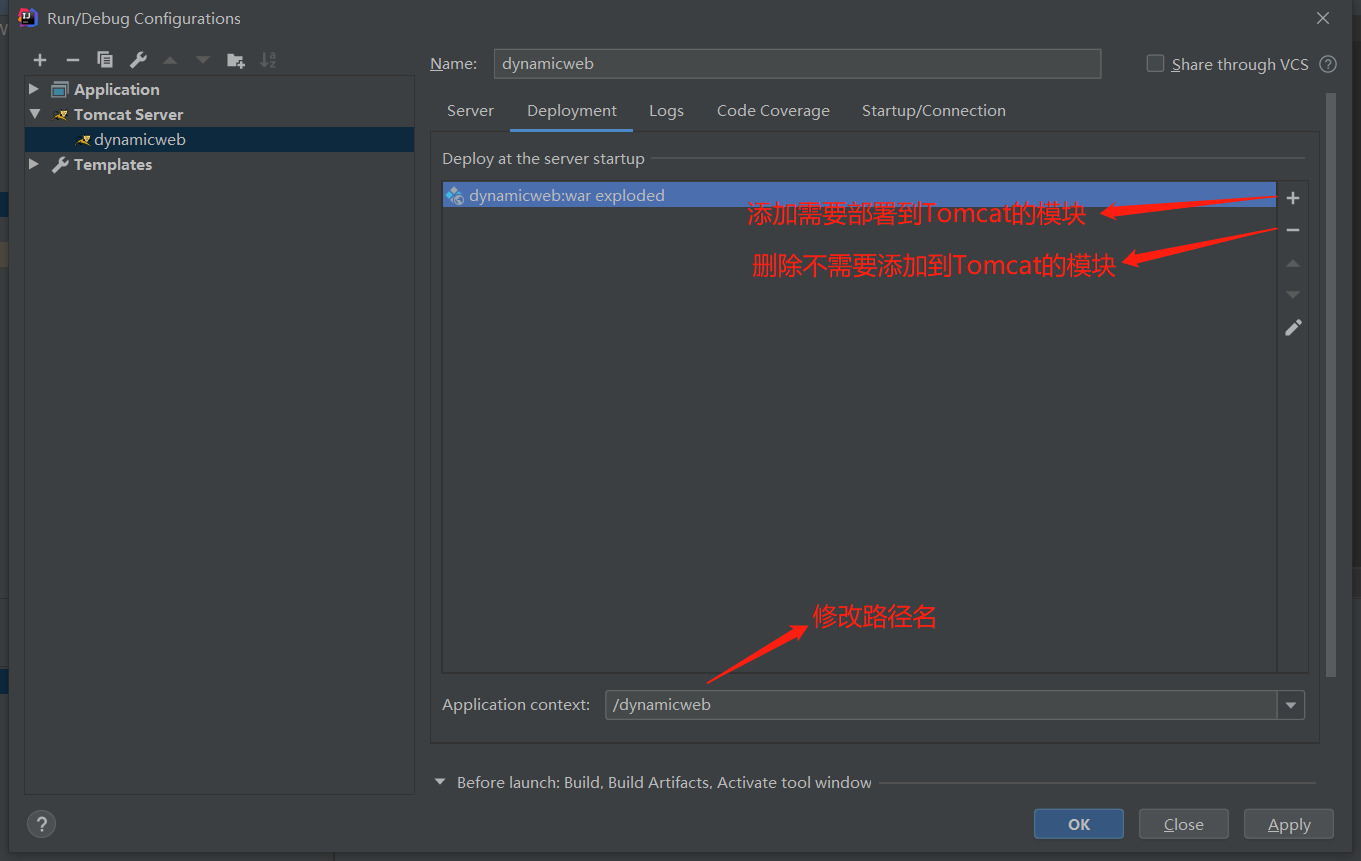 Run/Debug Configurations
Name:
dynamicweb
Share through VCS
Application
Tomcat Server
dynamicweb
Templates
Server
Deployment
Logs
Code Coverage
Startup/Connection
Deploy at the server startup
dynamicweb:war exploded
添加需要部署到Tomcat的模块
删除不需要添加到Tomcat的模块
修改路径名
Application context:
/dynamicweb
Before launch: Build, Build Artifacts, Activate tool window
?
OK
Close
Apply